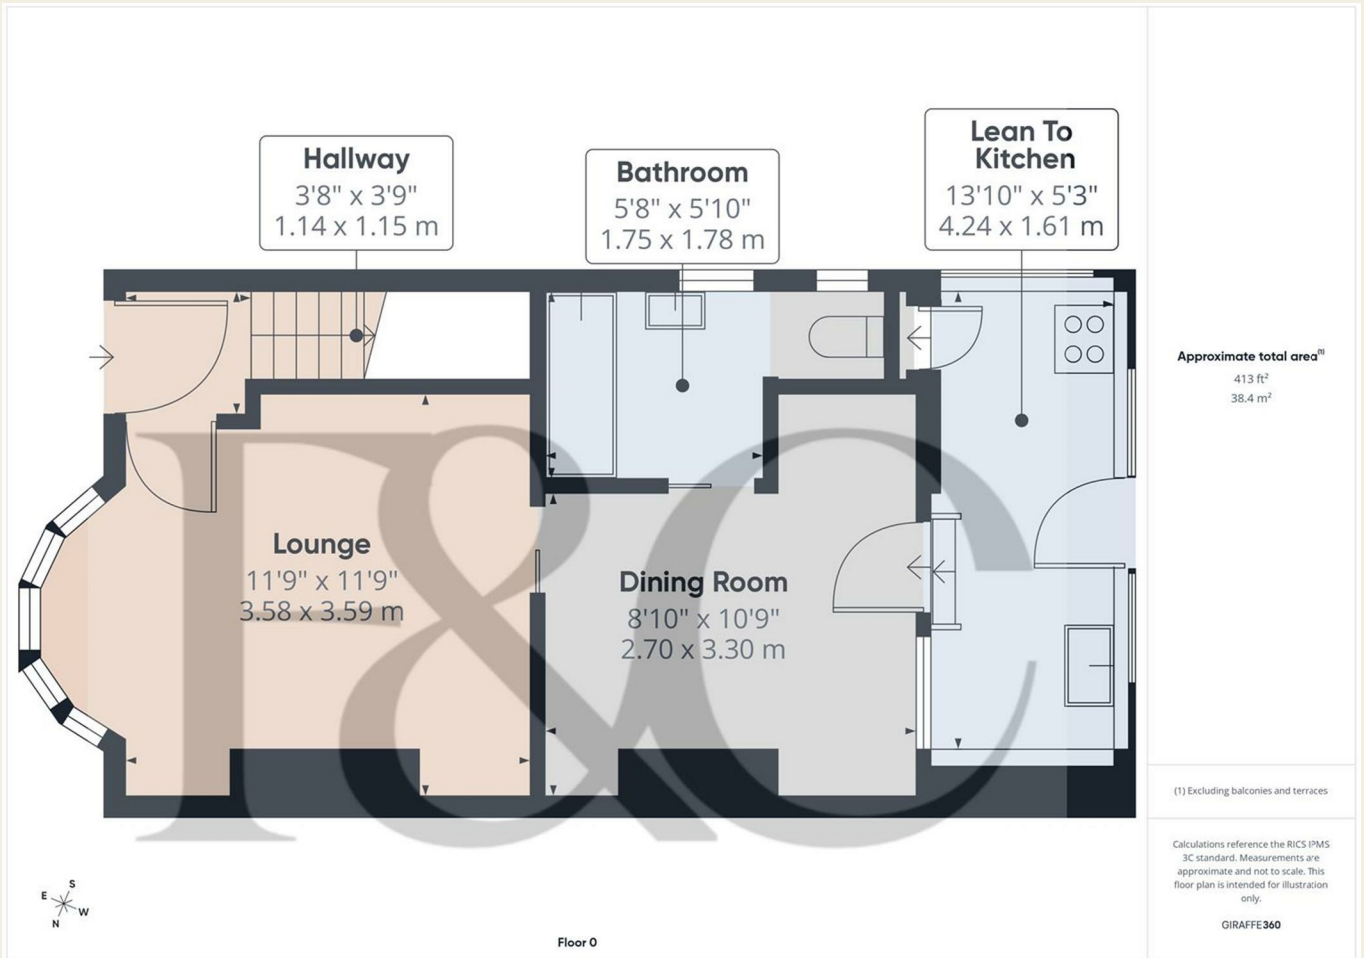 Hallway
3'8" x 3'9"
1.14 x 1.15 m
Bathroom
5'8" x 5'10"
1.75 x 1.78 m
Lean To
Kitchen
13'10" x 5'3"
4.24 x 1.61 m
Lounge
11'9" x 11'9"
3.58 x 3.59 m
Dining Room
8'10" x 10'9"
2.70 x 3.30 m
F&C
Approximate total area(1)
413 ft²
38.4 m²
(1) Excluding balconies and terraces
Calculations reference the RICS IPMS
3C standard. Measurements are
approximate and not to scale. This
floor plan is intended for illustration
only.
GIRAFFE360
S
E
W
N
Floor 0